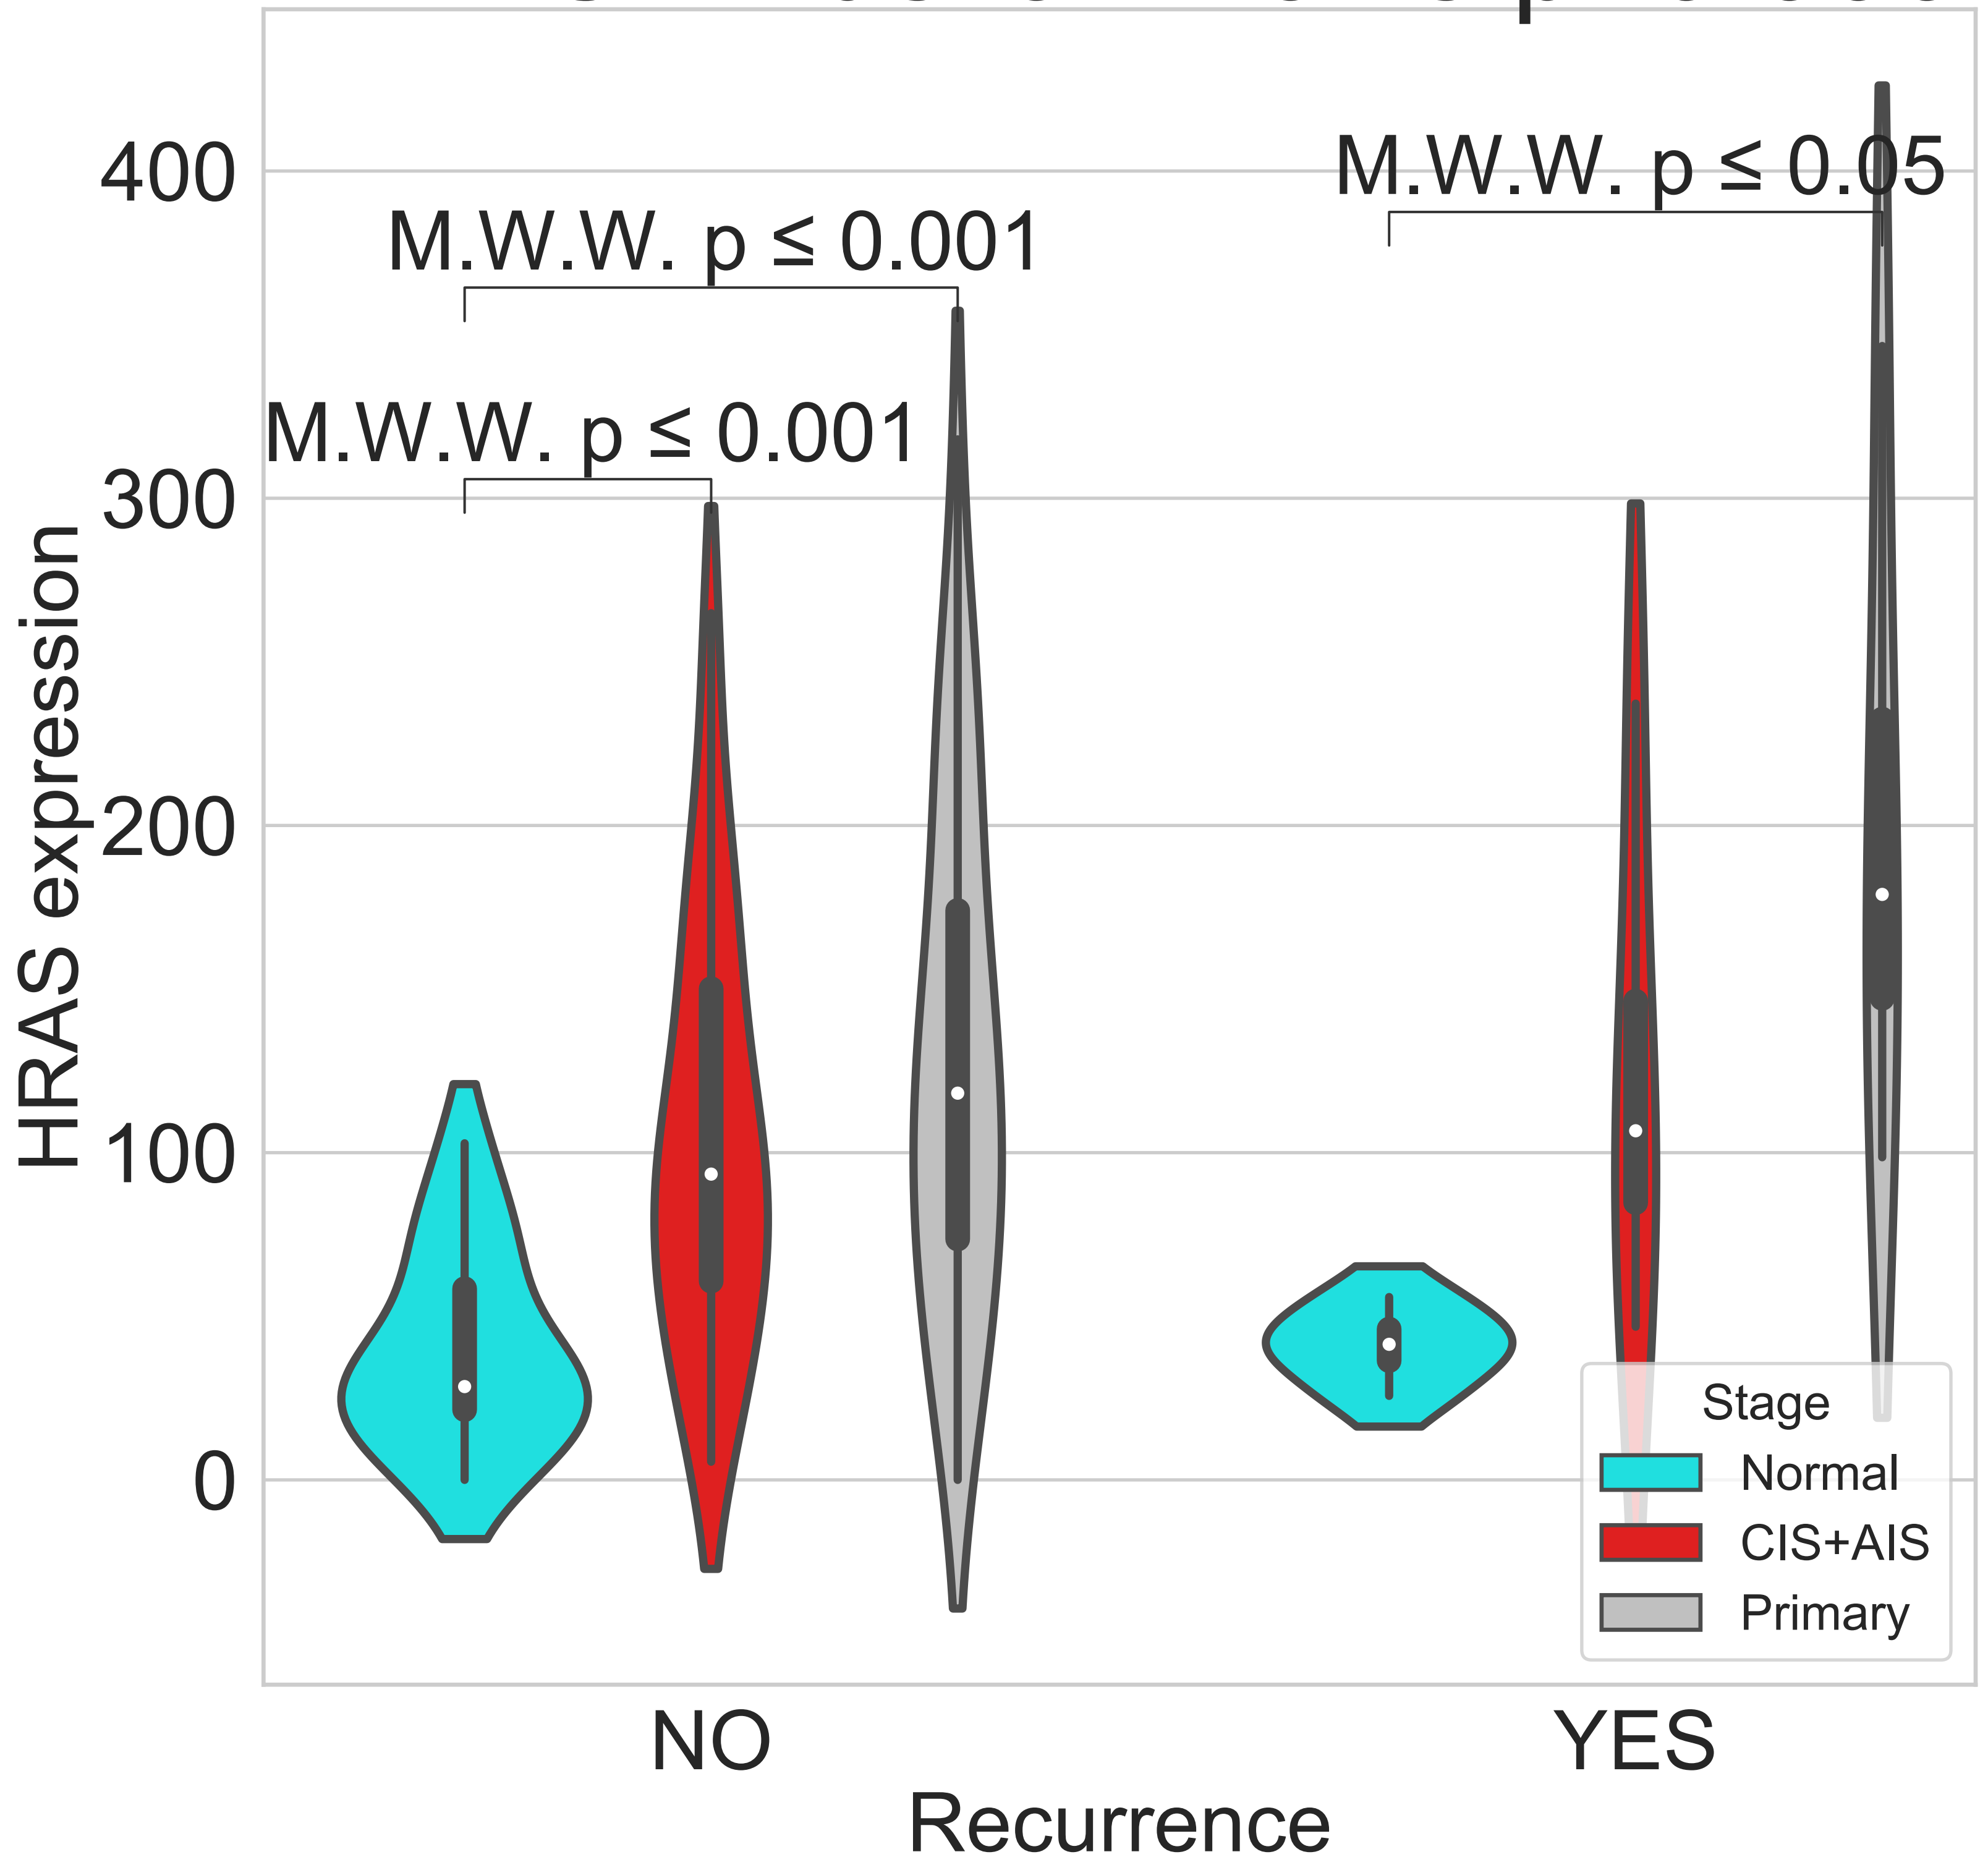 M.W.W. p ≤ 0.05
M.W.W. p ≤ 0.001
M.W.W. p ≤ 0.001
HRAS expression
400
300
200
100
0
Stage
Normal
CIS+AIS
Primary
NO
YES
Recurrence